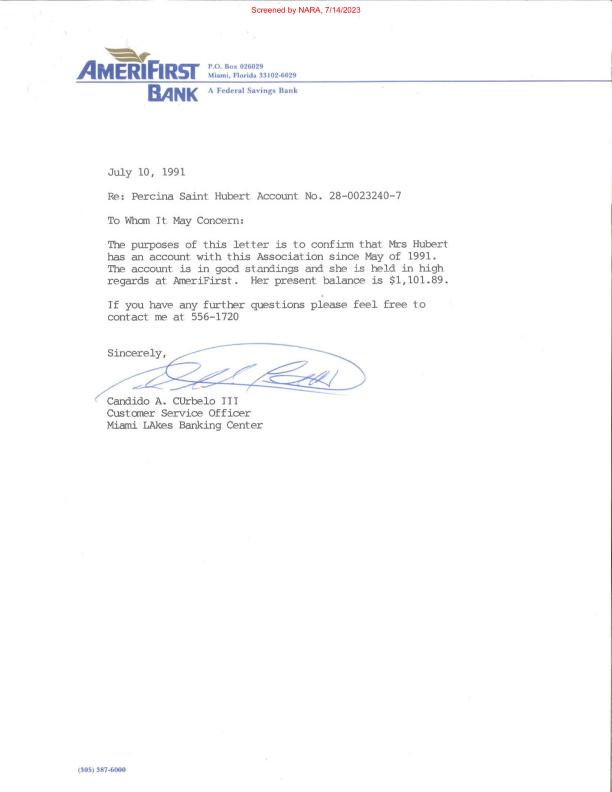 Screened by NARA, 7/14/2023
AMERIFIRST
BANK
P.O. Box 026029
Miami, Florida 33102-6029
A Federal Savings Bank
July 10, 1991
Re: Percina Saint Hubert Account No. 28-0023240-7
To Whom It May Concern:
The purposes of this letter is to confirm that Mrs Hubert
has an account with this Association since May of 1991.
The account is in good standings and she is held in high
regards at AmeriFirst. Her present balance is $1,101.89.
If you have any further questions please feel free to
contact me at 556-1720
Sincerely,
Candido A. CUrbelo III
Customer Service Officer
Miami LAkes Banking Center
(305) 387-6000